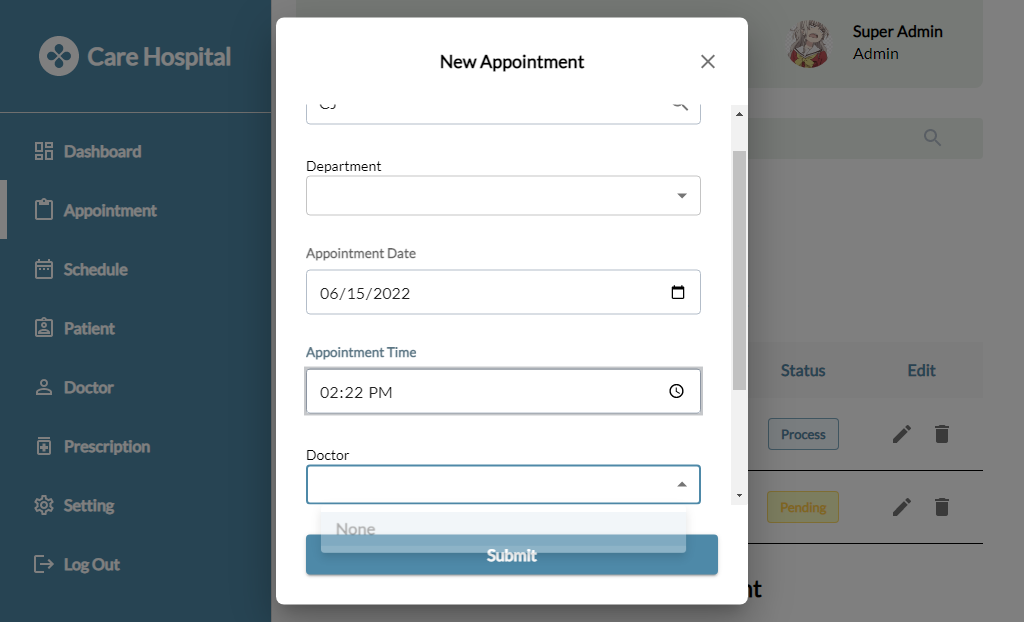 Care Hospital
Dashboard
Appointment
Schedule
Patient
Doctor
Prescription
Setting
Log Out
New Appointment
Department
Appointment Date
06/15/2022
Appointment Time
02:22 PM
Doctor
None
Submit
Super Admin
Admin
Status
Edit
Process
Pending